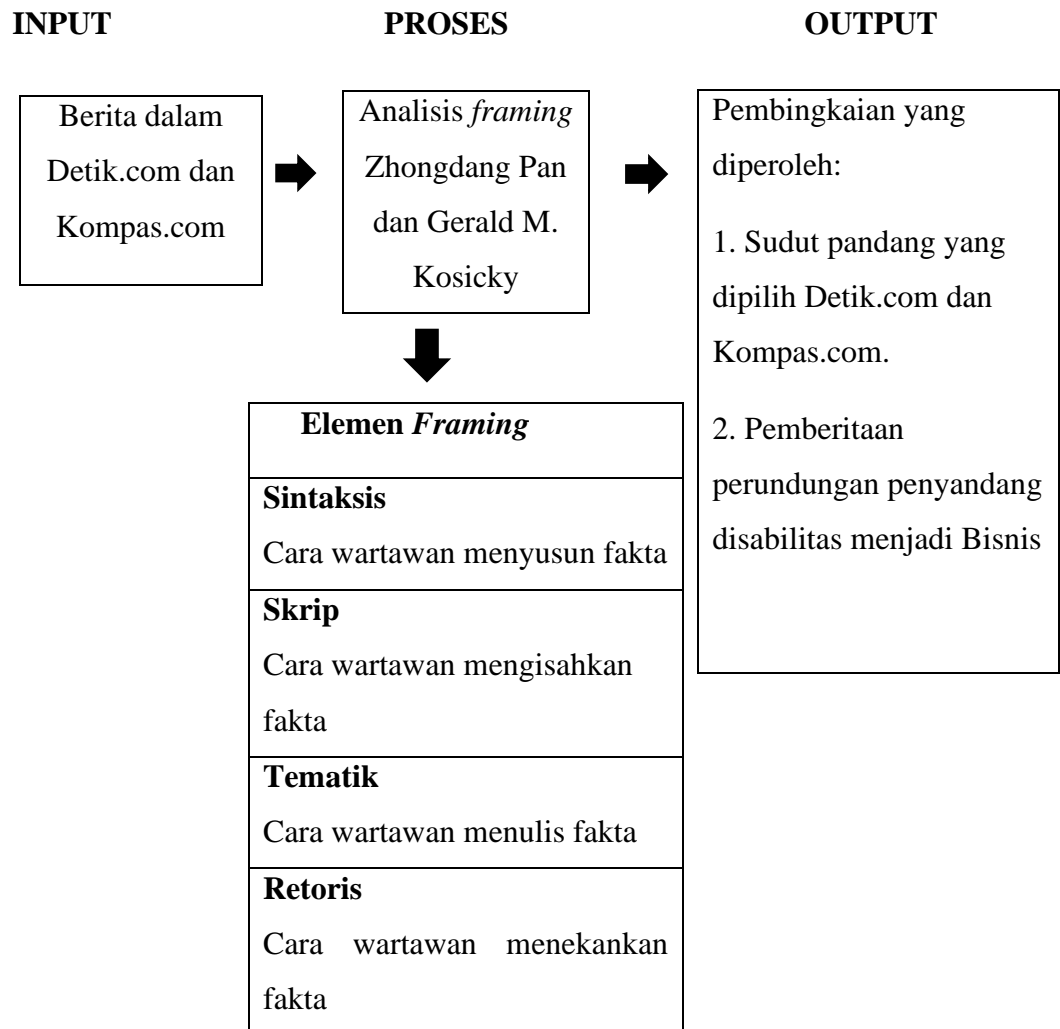 INPUT
PROSES
OUTPUT
Berita dalam
Detik.com dan
Kompas.com
Analisis framing
Zhongdang Pan
dan Gerald M.
Kosicky
Pembingkaian yang
diperoleh:
1. Sudut pandang yang
dipilih Detik.com dan
Kompas.com.
2. Pemberitaan
perundungan penyandang
disabilitas menjadi Bisnis
Elemen Framing
Sintaksis
Cara wartawan menyusun fakta
Skrip
Cara wartawan mengisahkan
fakta
Tematik
Cara wartawan menulis fakta
Retoris
Cara wartawan menekankan
fakta